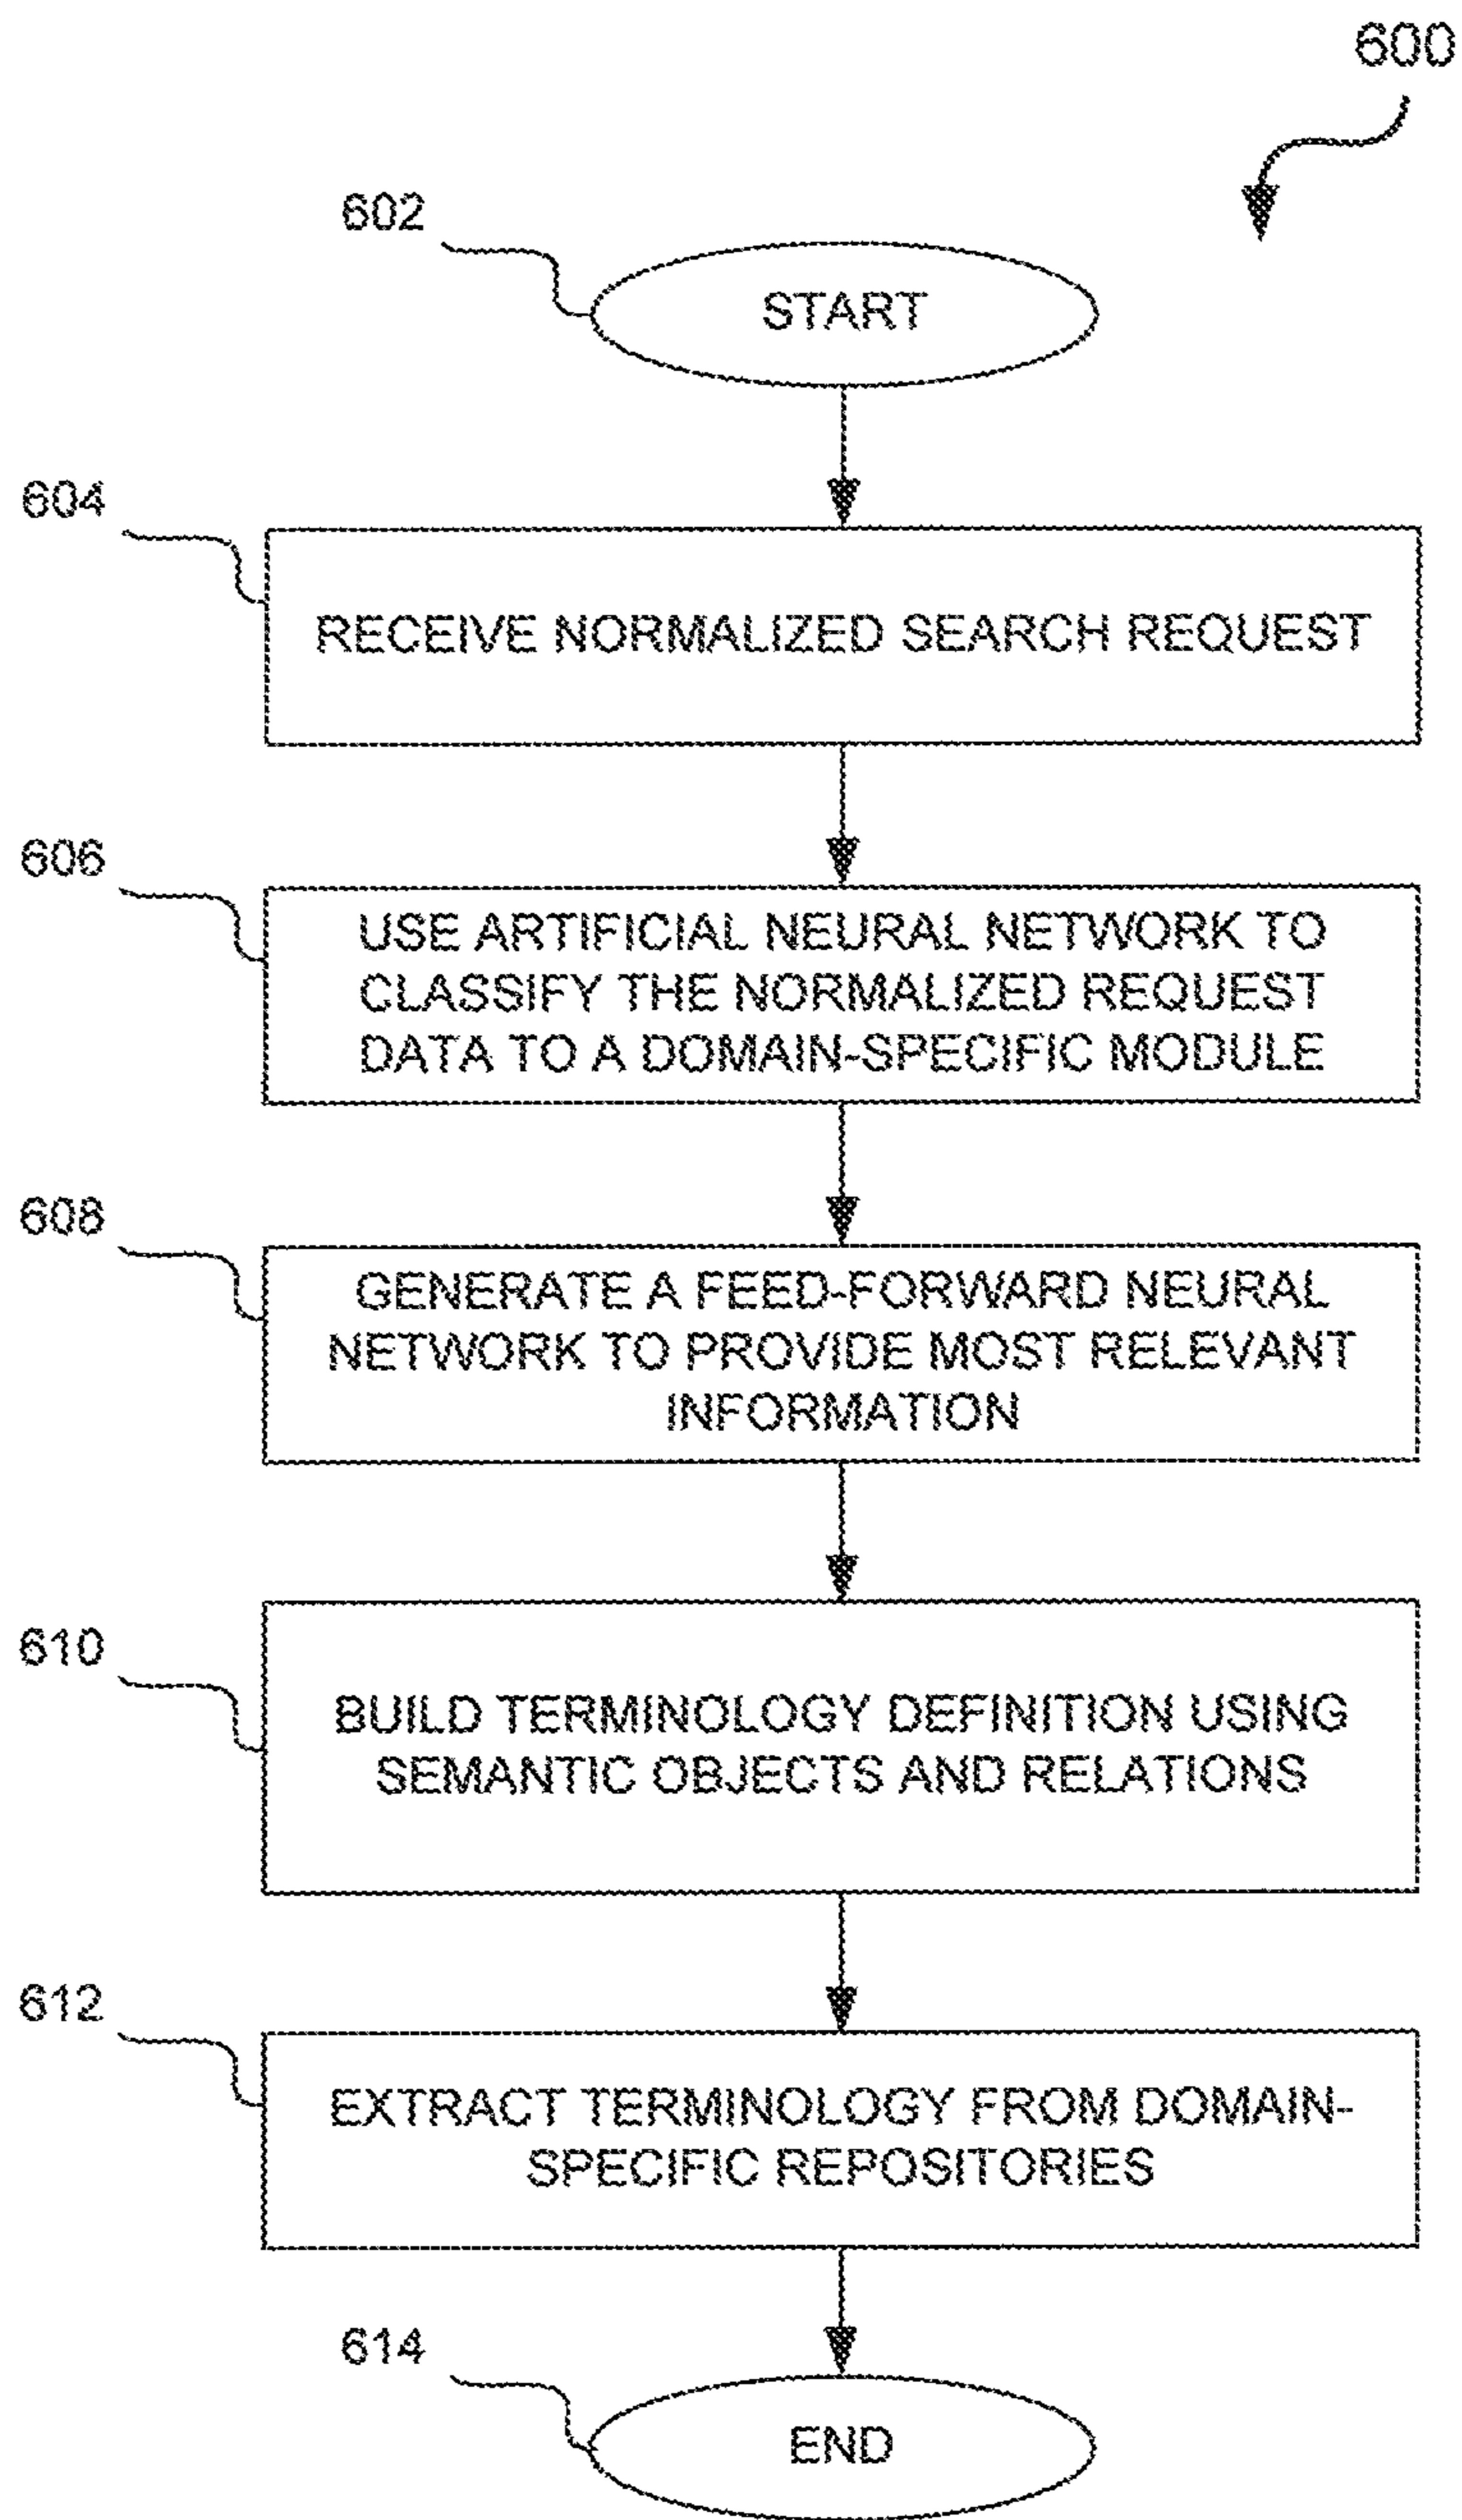 600
602
START
604
RECEIVE NORMALIZED SEARCH REQUEST
606
USE ARTIFICIAL NEURAL NETWORK TO
CLASSIFY THE NORMALIZED REQUEST
DATA TO A DOMAIN-SPECIFIC MODULE
608
GENERATE A FEED-FORWARD NEURAL
NETWORK TO PROVIDE MOST RELEVANT
INFORMATION
610
BUILD TERMINOLOGY DEFINITION USING
SEMANTIC OBJECTS AND RELATIONS
612
EXTRACT TERMINOLOGY FROM DOMAIN-
SPECIFIC REPOSITORIES
614
END